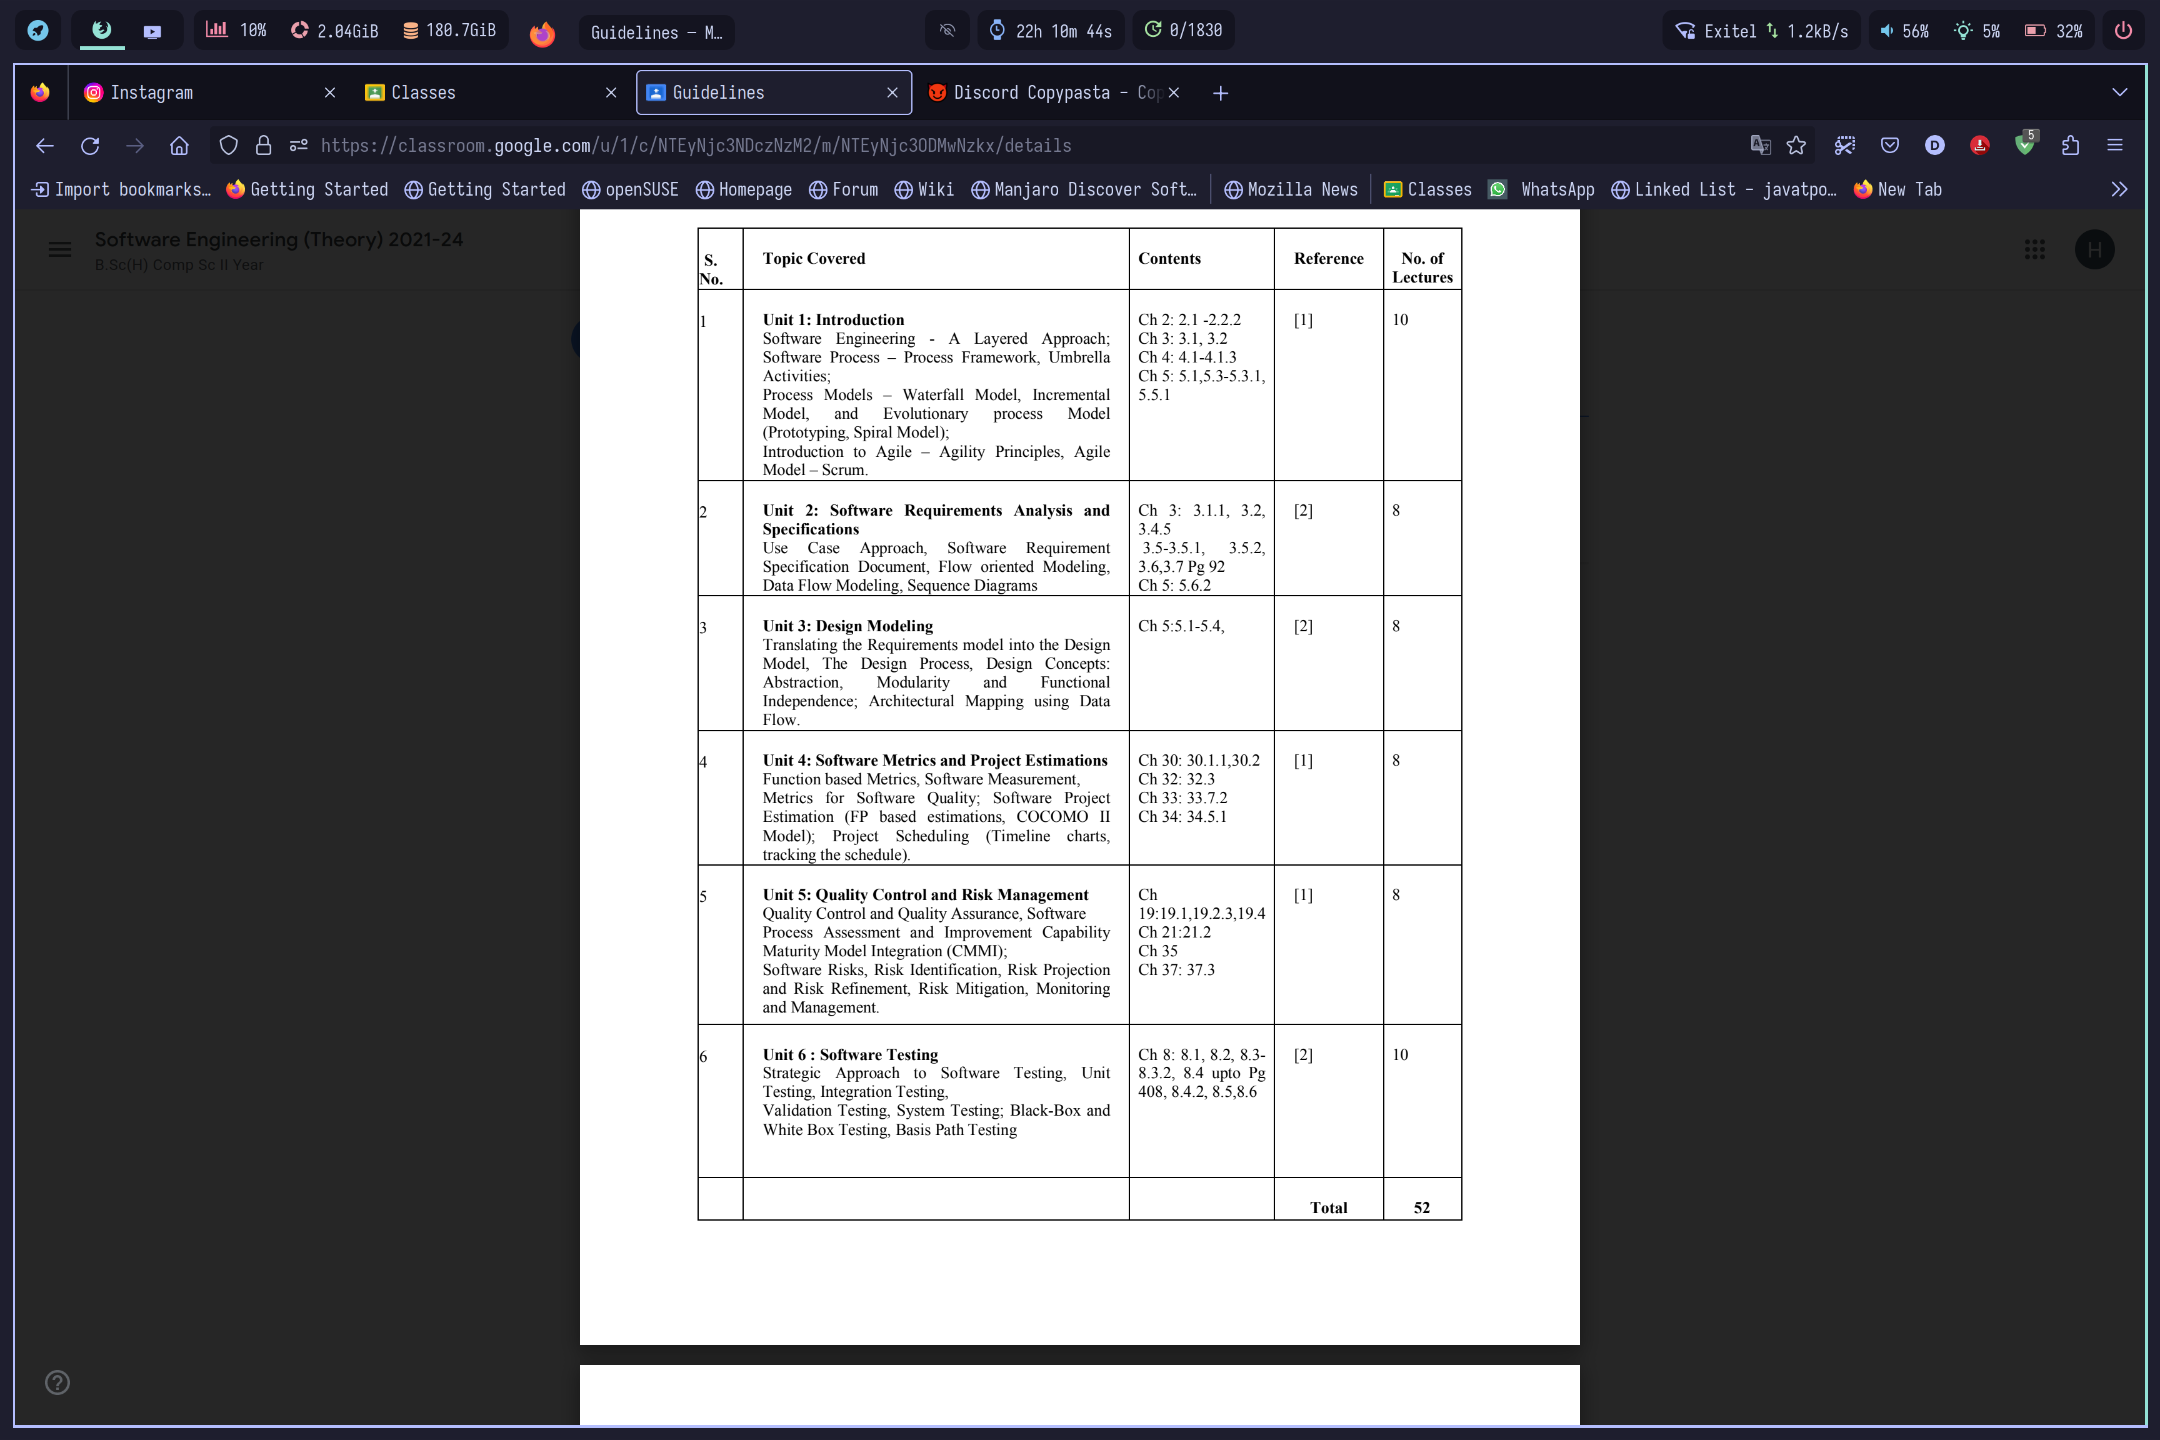 10% 2.04GiB 180.7GiB Guidelines — M… 22h 10m 44s 0/1830 Exitel 1.2kB/s 56% 5% 32%
Instagram Classes Guidelines Discord Copypasta - Cop
https://classroom.google.com/u/1/c/NTEyNjc3NDczNzM2/m/NTEyNjc3ODMwNzkx/details D 5
Import bookmarks… Getting Started Getting Started openSUSE Homepage Forum Wiki Manjaro Discover Soft… Mozilla News Classes WhatsApp Linked List - javatpo… New Tab
Software Engineering (Theory) 2021-24
B.Sc(H) Comp Sc II Year
H
S. No. Topic Covered Contents Reference No. of Lectures
1
Unit 1: Introduction
Software Engineering - A Layered Approach;
Software Process – Process Framework, Umbrella
Activities;
Process Models – Waterfall Model, Incremental
Model, and Evolutionary process Model
(Prototyping, Spiral Model);
Introduction to Agile – Agility Principles, Agile
Model – Scrum.
Ch 2: 2.1 -2.2.2
Ch 3: 3.1, 3.2
Ch 4: 4.1-4.1.3
Ch 5: 5.1,5.3-5.3.1,
5.5.1
[1]
10
2
Unit 2: Software Requirements Analysis and
Specifications
Use Case Approach, Software Requirement
Specification Document, Flow oriented Modeling,
Data Flow Modeling, Sequence Diagrams
Ch 3: 3.1.1, 3.2,
3.4.5
3.5-3.5.1, 3.5.2,
3.6,3.7 Pg 92
Ch 5: 5.6.2
[2]
8
3
Unit 3: Design Modeling
Translating the Requirements model into the Design
Model, The Design Process, Design Concepts:
Abstraction, Modularity and Functional
Independence; Architectural Mapping using Data
Flow.
Ch 5:5.1-5.4,
[2]
8
4
Unit 4: Software Metrics and Project Estimations
Function based Metrics, Software Measurement,
Metrics for Software Quality; Software Project
Estimation (FP based estimations, COCOMO II
Model); Project Scheduling (Timeline charts,
tracking the schedule).
Ch 30: 30.1.1,30.2
Ch 32: 32.3
Ch 33: 33.7.2
Ch 34: 34.5.1
[1]
8
5
Unit 5: Quality Control and Risk Management
Quality Control and Quality Assurance, Software
Process Assessment and Improvement Capability
Maturity Model Integration (CMMI);
Software Risks, Risk Identification, Risk Projection
and Risk Refinement, Risk Mitigation, Monitoring
and Management.
Ch
19:19.1,19.2.3,19.4
Ch 21:21.2
Ch 35
Ch 37: 37.3
[1]
8
6
Unit 6 : Software Testing
Strategic Approach to Software Testing, Unit
Testing, Integration Testing,
Validation Testing, System Testing; Black-Box and
White Box Testing, Basis Path Testing
Ch 8: 8.1, 8.2, 8.3-
8.3.2, 8.4 upto Pg
408, 8.4.2, 8.5,8.6
[2]
10
Total 52